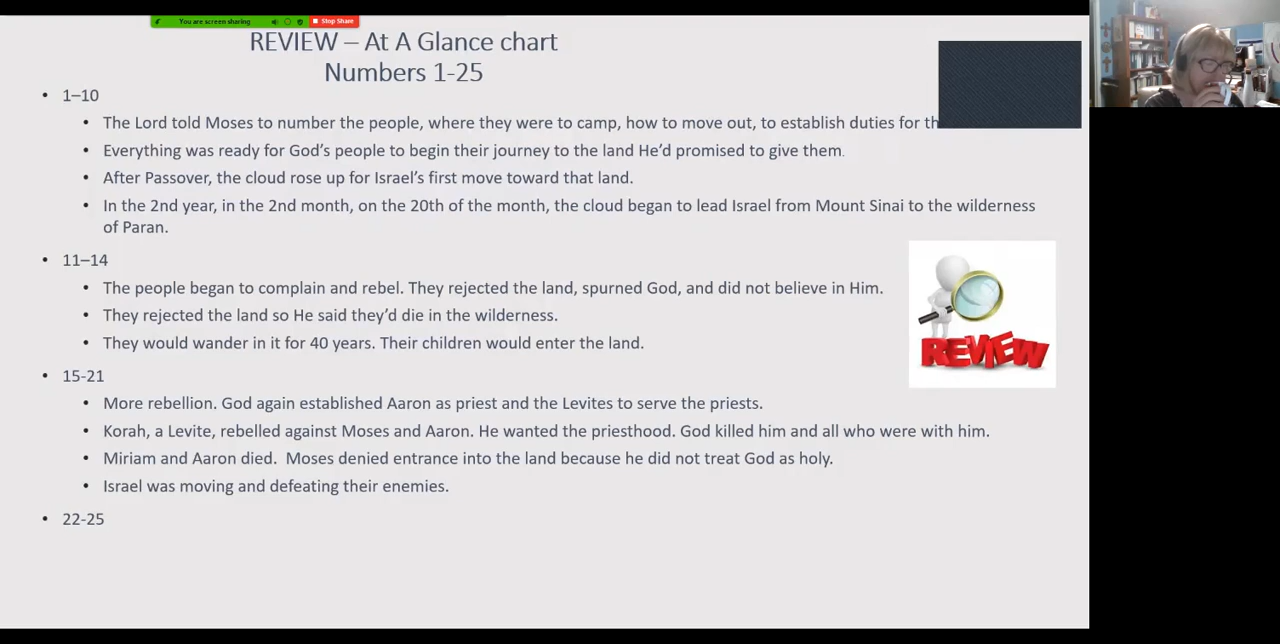 You are screen sharing
Stop Share
REVIEW – At A Glance chart
Numbers 1-25
• 1–10
• The Lord told Moses to number the people, where they were to camp, how to move out, to establish duties for
• Everything was ready for God's people to begin their journey to the land He'd promised to give them.
• After Passover, the cloud rose up for Israel's first move toward that land.
• In the 2nd year, in the 2nd month, on the 20th of the month, the cloud began to lead Israel from Mount Sinai to the wilderness
of Paran.
• 11–14
• The people began to complain and rebel. They rejected the land, spurned God, and did not believe in Him.
• They rejected the land so He said they'd die in the wilderness.
• They would wander in it for 40 years. Their children would enter the land.
REVIEW
• 15-21
• More rebellion. God again established Aaron as priest and the Levites to serve the priests.
• Korah, a Levite, rebelled against Moses and Aaron. He wanted the priesthood. God killed him and all who were with him.
• Miriam and Aaron died.  Moses denied entrance into the land because he did not treat God as holy.
• Israel was moving and defeating their enemies.
• 22-25